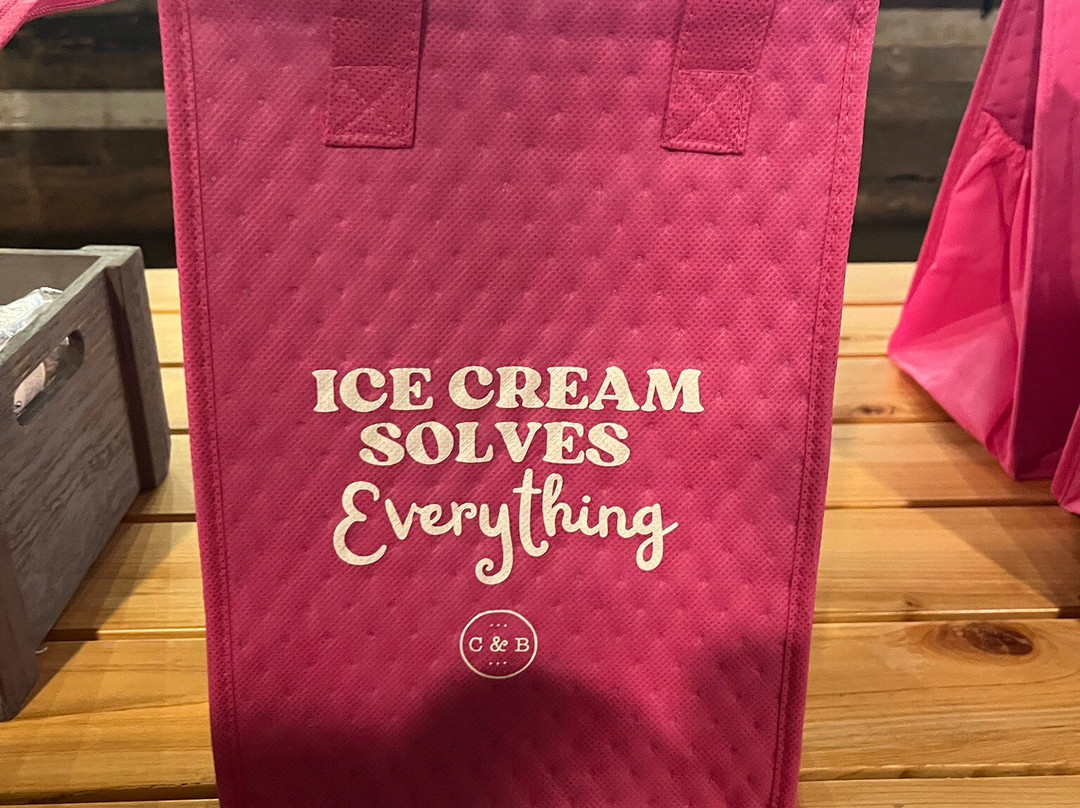 ICE CREAM
SOLVES
Everything
C & B